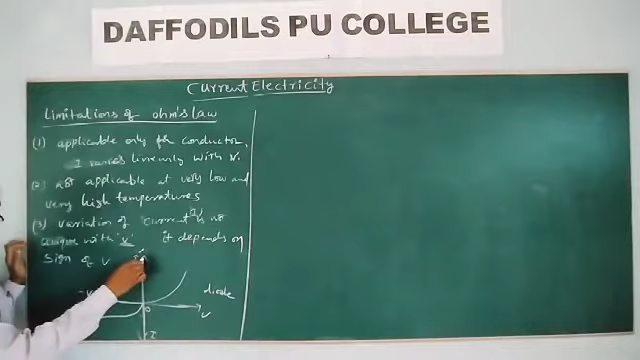 DAFFODILS PU COLLEGE
Current Electricity
Limitations of ohm's law
(1) applicable only for conductor,
I varies linearly with V.
(2) not applicable at very low and
very high temperatures
(3) variation of current (I) is not
unique with 'V' it depends on
sign of V
-V
diode
O
V
-I